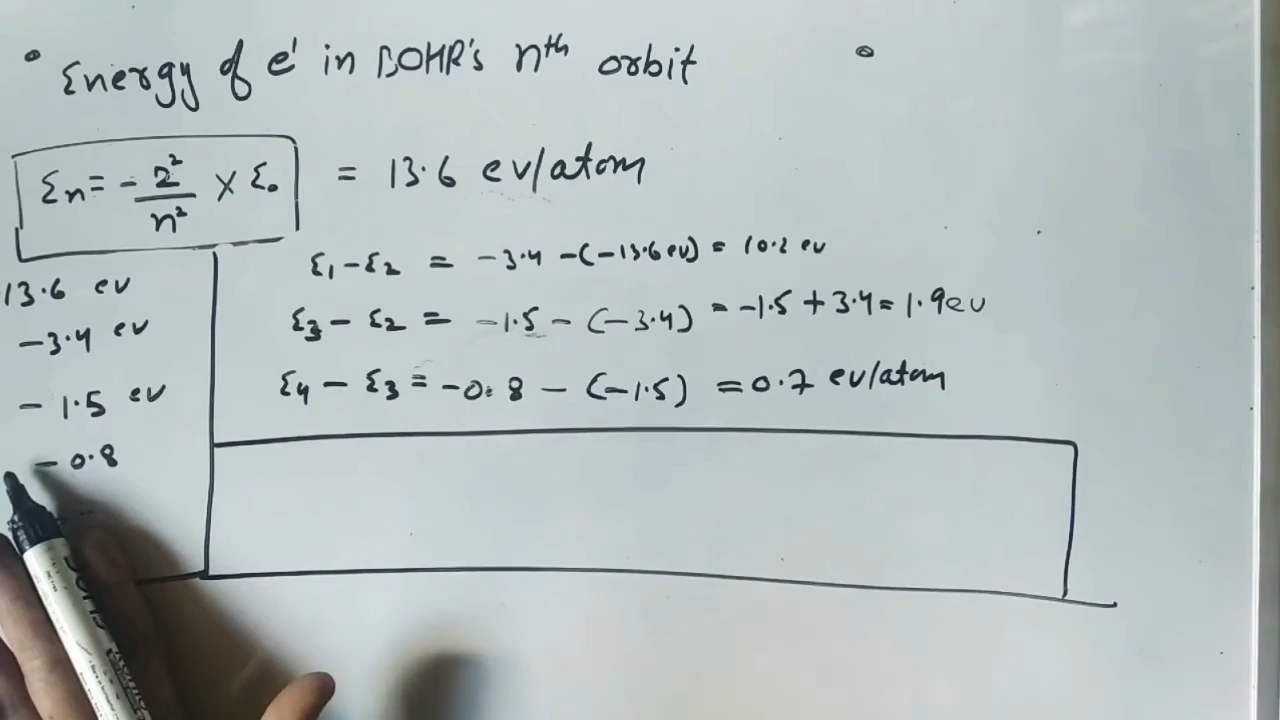 • Energy of e' in BOHR's nth orbit
En = - Z²/n² × E₀ = 13.6 ev/atom
13.6 ev
-3.4 ev
-1.5 ev
-0.8
E₁-E₂ = -3.4 -(-13.6 ev) = 10.2 ev
E₃ - E₂ = -1.5 - (-3.4) = -1.5 + 3.4 = 1.9 ev
E₄ - E₃ = -0.8 - (-1.5) = 0.7 ev/atom